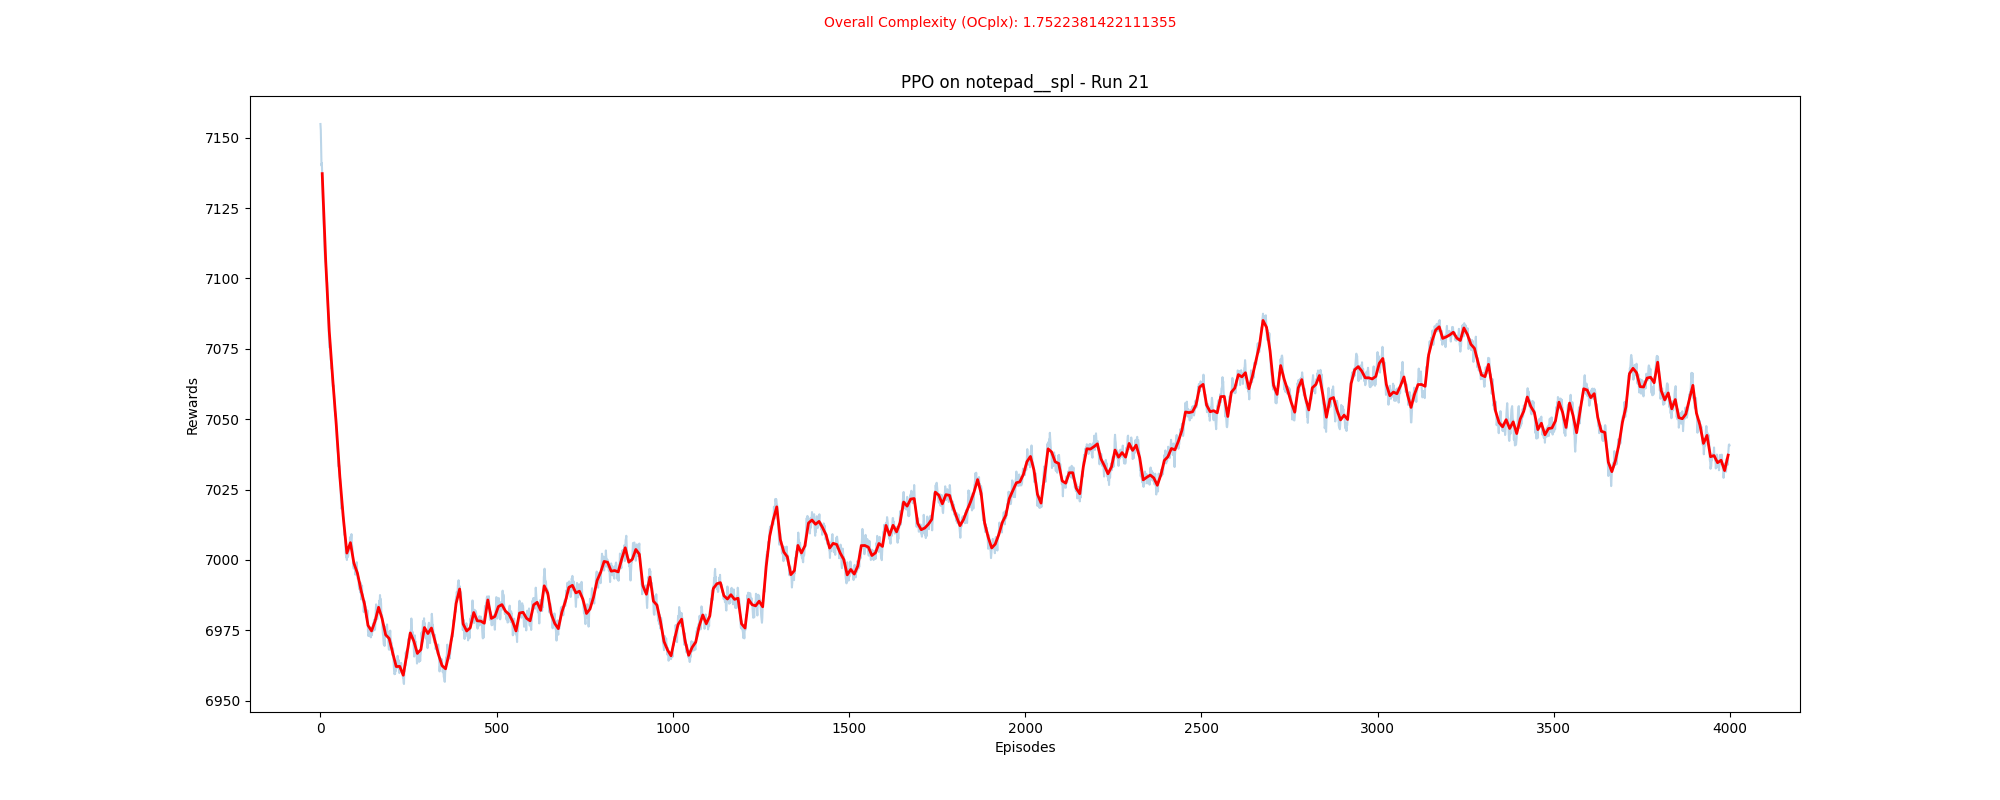 Overall Complexity (OCplx): 1.7522381422111355
PPO on notepad__spl - Run 21
7150
7125
7100
7075
7050
7025
7000
6975
6950
Rewards
0 500 1000 1500 2000 2500 3000 3500 4000
Episodes